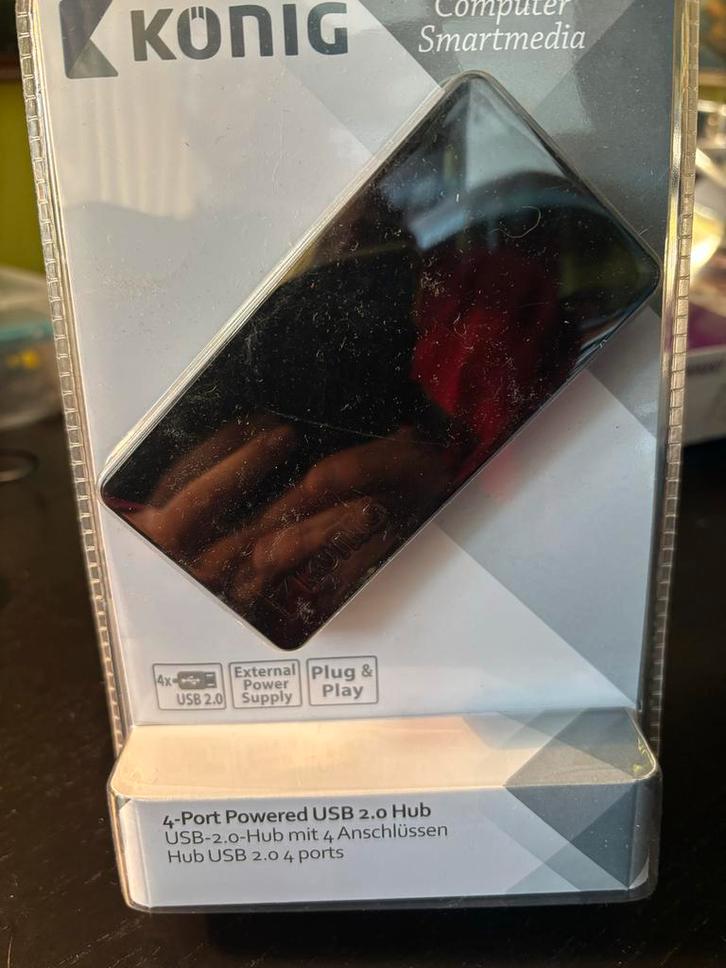 KÖNIG
Computer
Smartmedia
KÖNIG
4x
USB 2.0
External
Power
Supply
Plug &
Play
4-Port Powered USB 2.0 Hub
USB-2.0-Hub mit 4 Anschlüssen
Hub USB 2.0 4 ports